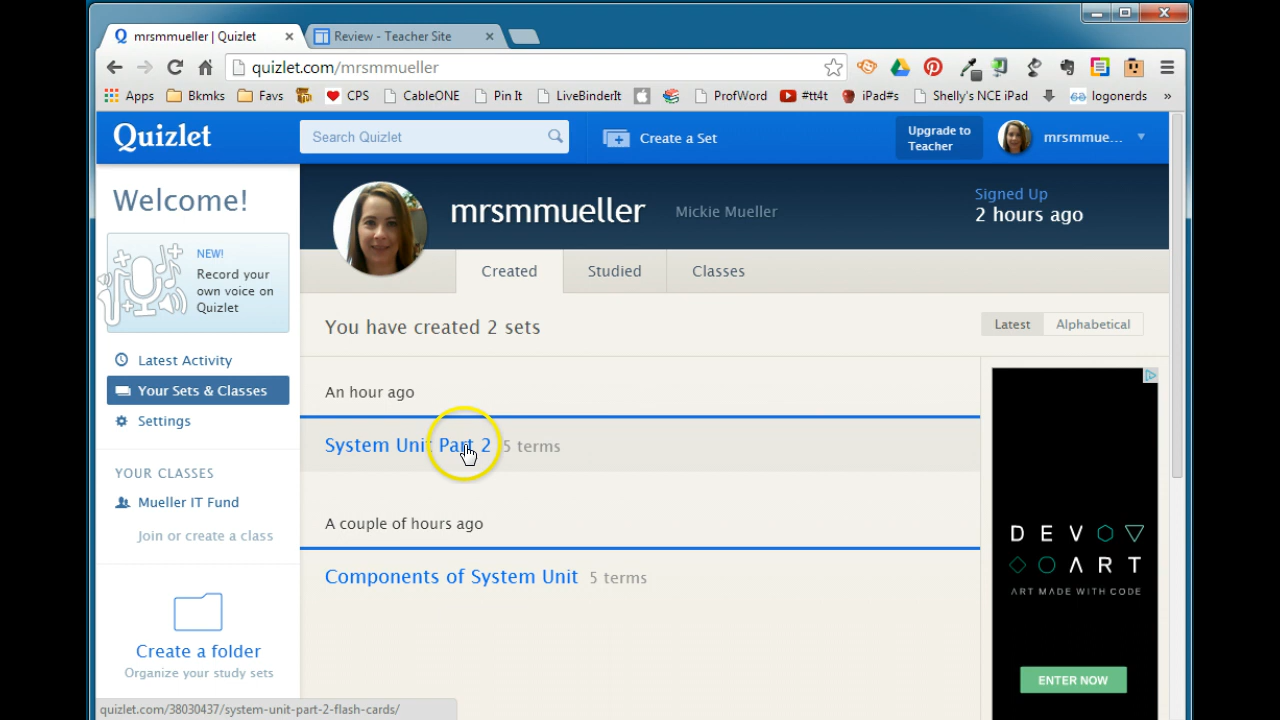 mrsmmueller | Quizlet
Review - Teacher Site
quizlet.com/mrsmmueller
Apps Bkmks Favs CPS CableONE Pin It LiveBinderIt ProfWord #tt4t iPad#s Shelly's NCE iPad logonerds »
Quizlet
Search Quizlet
Create a Set
Upgrade to
Teacher
mrsmmue...
Welcome!
NEW!
Record your
own voice on
Quizlet
Latest Activity
Your Sets & Classes
Settings
YOUR CLASSES
Mueller IT Fund
Join or create a class
Create a folder
Organize your study sets
mrsmmueller Mickie Mueller
Signed Up
2 hours ago
Created Studied Classes
You have created 2 sets
Latest Alphabetical
An hour ago
System Unit Part 2 5 terms
A couple of hours ago
Components of System Unit 5 terms
DEV
ART
ART MADE WITH CODE
ENTER NOW
quizlet.com/38030437/system-unit-part-2-flash-cards/